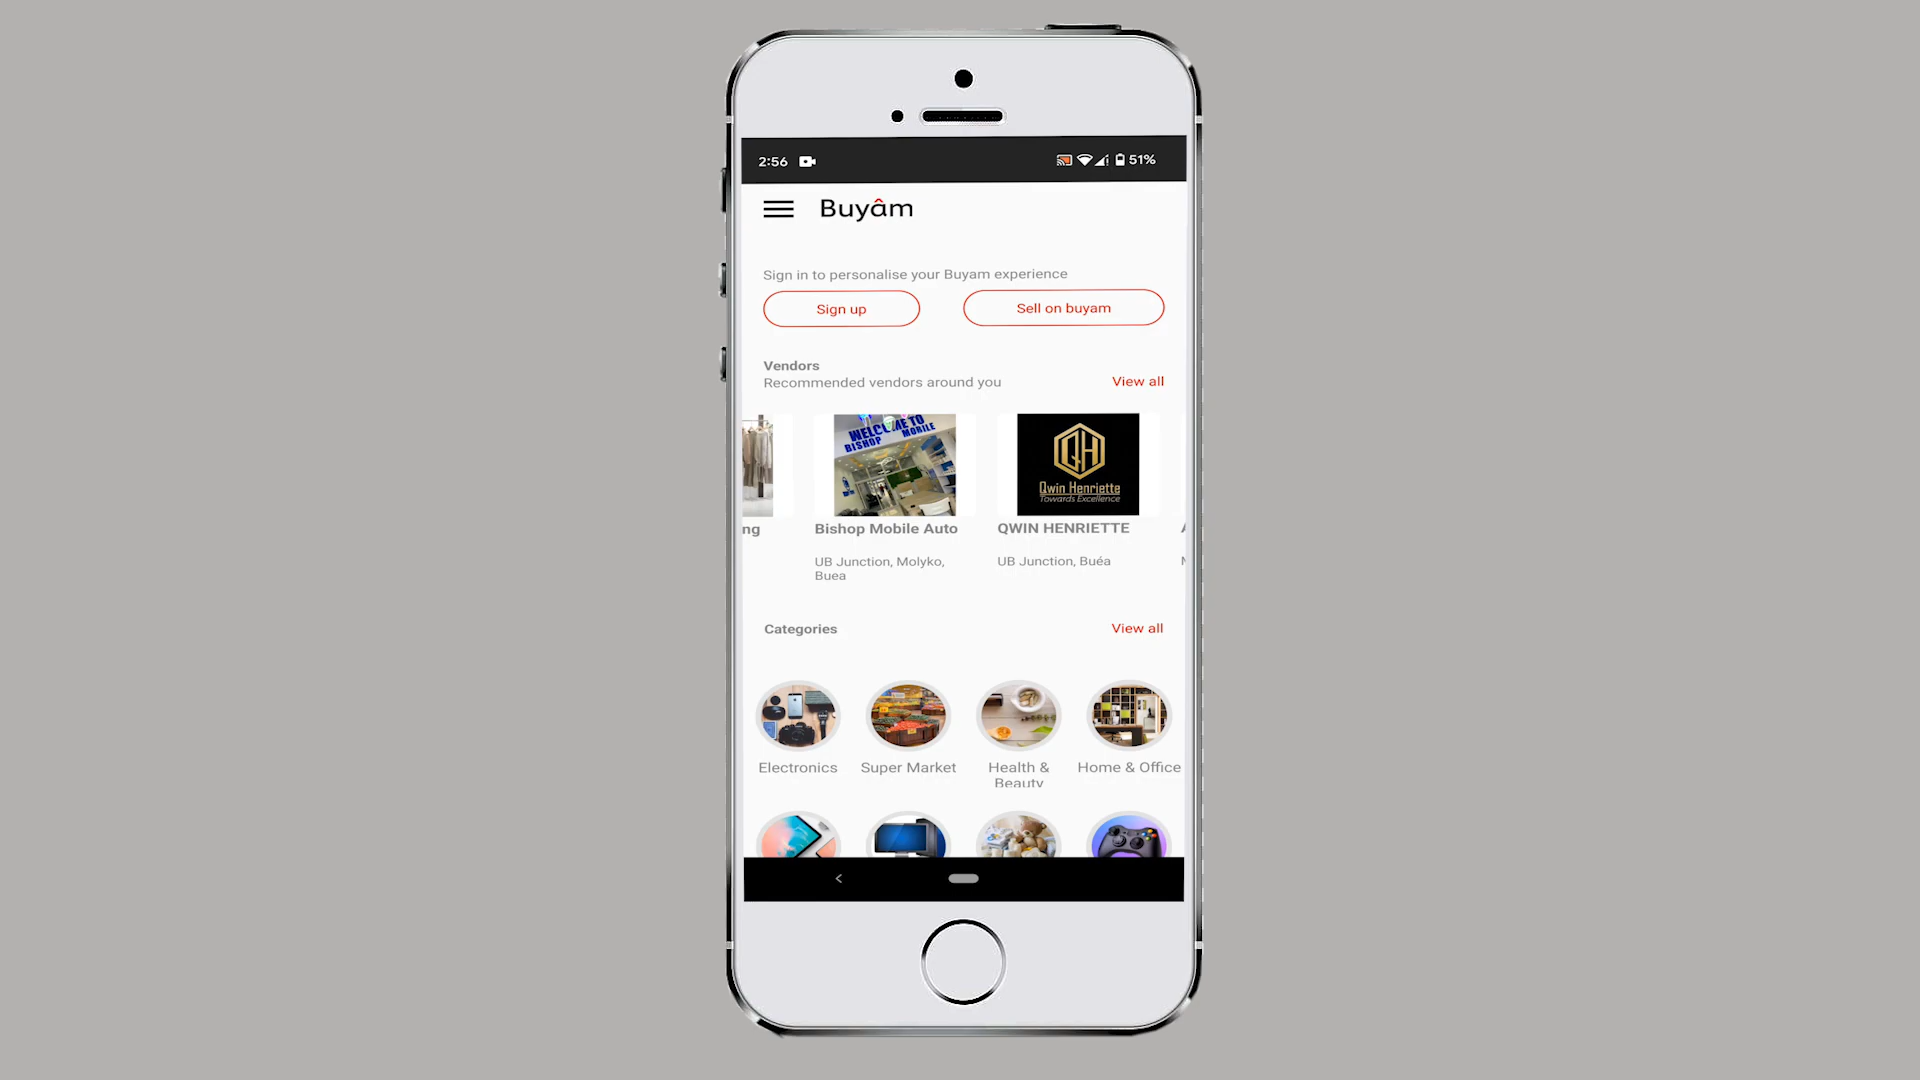 2:56
51%
Buyâm
Sign in to personalise your Buyam experience
Sign up
Sell on buyam
Vendors
Recommended vendors around you
View all
WELCOME TO
BISHOP MOBILE
QH
Qwin Henriette
Towards Excellence
ng
Bishop Mobile Auto
QWIN HENRIETTE
UB Junction, Molyko,
Buea
UB Junction, Buéa
Categories
View all
Electronics
Super Market
Health &
Beauty
Home & Office